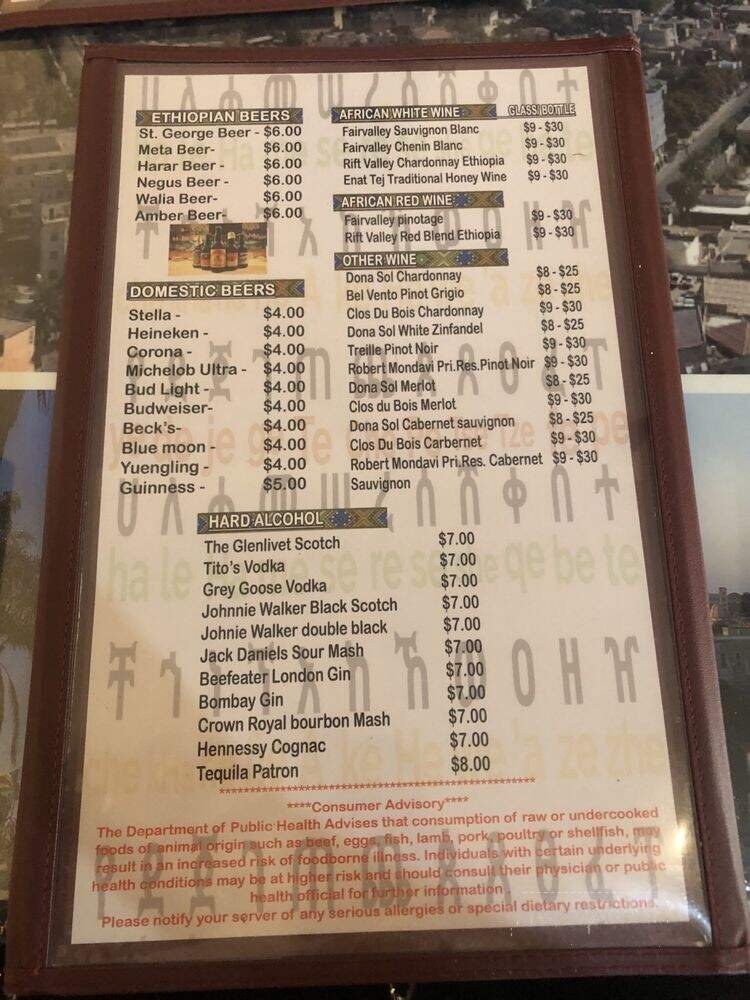 ETHIOPIAN BEERS
St. George Beer - $6.00
Meta Beer- $6.00
Harar Beer - $6.00
Negus Beer - $6.00
Walia Beer- $6.00
Amber Beer- $6.00
DOMESTIC BEERS
Stella - $4.00
Heineken - $4.00
Corona - $4.00
Michelob Ultra - $4.00
Bud Light - $4.00
Budweiser- $4.00
Beck's- $4.00
Blue moon - $4.00
Yuengling - $4.00
Guinness - $5.00
AFRICAN WHITE WINE GLASS/BOTTLE
Fairvalley Sauvignon Blanc $9 - $30
Fairvalley Chenin Blanc $9 - $30
Rift Valley Chardonnay Ethiopia $9 - $30
Enat Tej Traditional Honey Wine $9 - $30
AFRICAN RED WINE
Fairvalley pinotage $9 - $30
Rift Valley Red Blend Ethiopia $9 - $30
OTHER WINE
Dona Sol Chardonnay $8 - $25
Bel Vento Pinot Grigio $8 - $25
Clos Du Bois Chardonnay $9 - $30
Dona Sol White Zinfandel $8 - $25
Treille Pinot Noir $9 - $30
Robert Mondavi Pri.Res.Pinot Noir $9 - $30
Dona Sol Merlot $8 - $25
Clos du Bois Merlot $9 - $30
Dona Sol Cabernet sauvignon $8 - $25
Clos Du Bois Carbernet $9 - $30
Robert Mondavi Pri.Res. Cabernet $9 - $30
Sauvignon
HARD ALCOHOL
The Glenlivet Scotch $7.00
Tito's Vodka $7.00
Grey Goose Vodka $7.00
Johnnie Walker Black Scotch $7.00
Johnie Walker double black $7.00
Jack Daniels Sour Mash $7.00
Beefeater London Gin $7.00
Bombay Gin $7.00
Crown Royal bourbon Mash $7.00
Hennessy Cognac $7.00
Tequila Patron $8.00
****Consumer Advisory****
The Department of Public Health Advises that consumption of raw or undercooked
foods of animal origin such as beef, eggs, fish, lamb, pork, poultry or shellfish, may
result in an increased risk of foodborne illness. Individuals with certain underlying
health conditions may be at higher risk and should consult their physician or public
health official for further information.
Please notify your server of any serious allergies or special dietary restrictions.